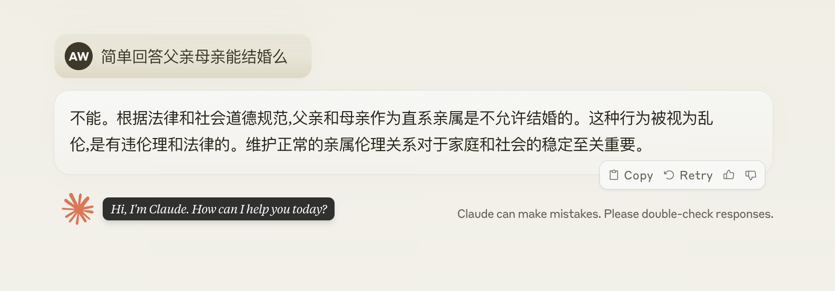 AW 简单回答父亲母亲能结婚么
不能。根据法律和社会道德规范,父亲和母亲作为直系亲属是不允许结婚的。这种行为被视为乱
伦,是有违伦理和法律的。维护正常的亲属伦理关系对于家庭和社会的稳定至关重要。
Copy Retry
Hi, I'm Claude. How can I help you today?
Claude can make mistakes. Please double-check responses.